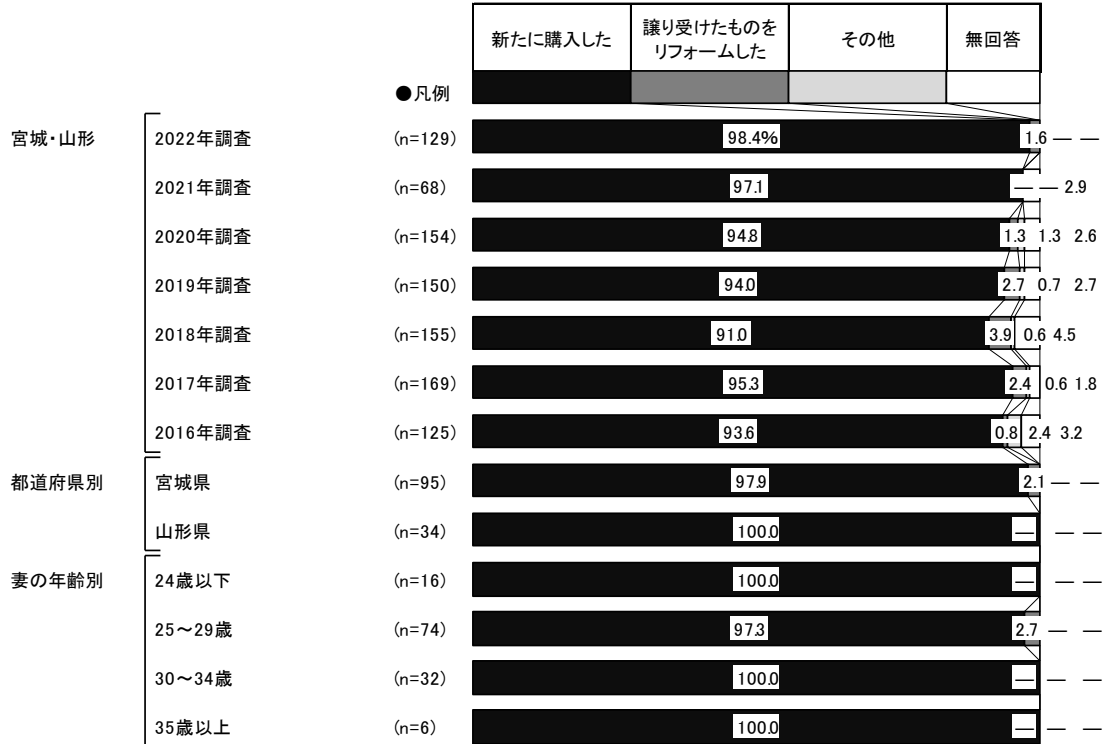 新たに購入した 譲り受けたものを リフォームした その他 無回答
●凡例
宮城・山形 2022年調査 (n=129) 98.4% 1.6 — —
2021年調査 (n=68) 97.1 — — 2.9
2020年調査 (n=154) 94.8 1.3 1.3 2.6
2019年調査 (n=150) 94.0 2.7 0.7 2.7
2018年調査 (n=155) 91.0 3.9 0.6 4.5
2017年調査 (n=169) 95.3 2.4 0.6 1.8
2016年調査 (n=125) 93.6 0.8 2.4 3.2
都道府県別 宮城県 (n=95) 97.9 2.1 — —
山形県 (n=34) 100.0 — — —
妻の年齢別 24歳以下 (n=16) 100.0 — — —
25～29歳 (n=74) 97.3 2.7 — —
30～34歳 (n=32) 100.0 — — —
35歳以上 (n=6) 100.0 — — —